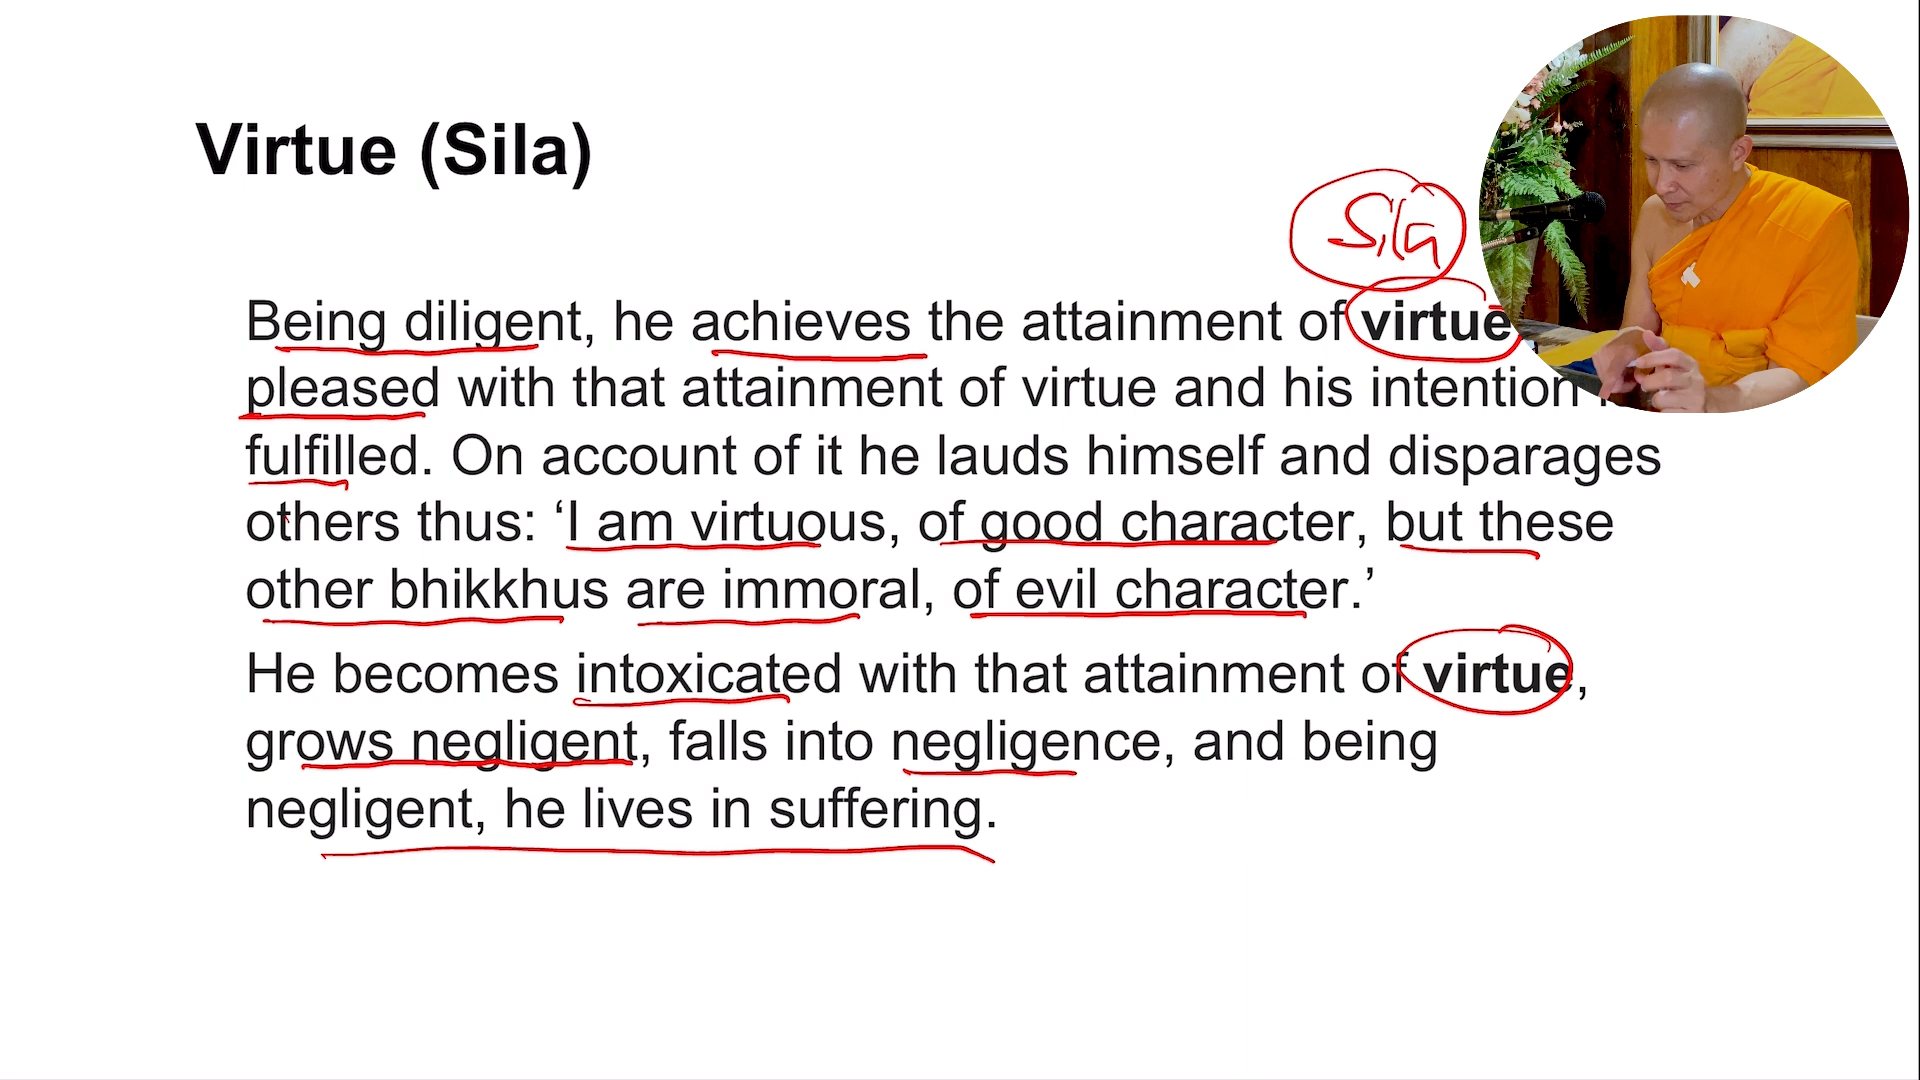 Virtue (Sila)
Sila
Being diligent, he achieves the attainment of virtue
pleased with that attainment of virtue and his intention
fulfilled. On account of it he lauds himself and disparages
others thus: ‘I am virtuous, of good character, but these
other bhikkhus are immoral, of evil character.’
He becomes intoxicated with that attainment of virtue,
grows negligent, falls into negligence, and being
negligent, he lives in suffering.